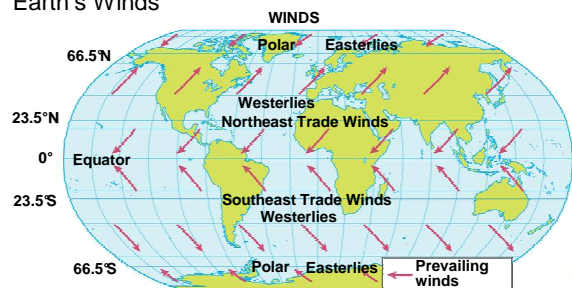 Earth's Winds
WINDS
Polar Easterlies
66.5°N
Westerlies
23.5°N
Northeast Trade Winds
0°
Equator
23.5°S
Southeast Trade Winds
Westerlies
66.5°S
Polar Easterlies
Prevailing
winds